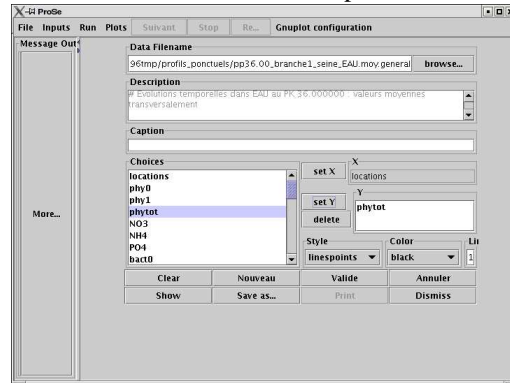 ProSe
File Inputs Run Plots Suivant Stop Re... Gnuplot configuration
Message Out
Data Filename
96tmp/profils_ponctuels/pp36.00_branche1_seine_EAU.moy.general browse...
Description
# Evolutions temporelles dans EAU au PK 36.000000 : valeurs moyennes
transversalement
Caption
Choices
locations
phy0
phy1
phytot
NO3
NH4
PO4
bact0
set X
X
locations
set Y
delete
Y
phytot
Style
linespoints
Color
black
Lin
1
More...
Clear Nouveau Valide Annuler
Show Save as... Print Dismiss